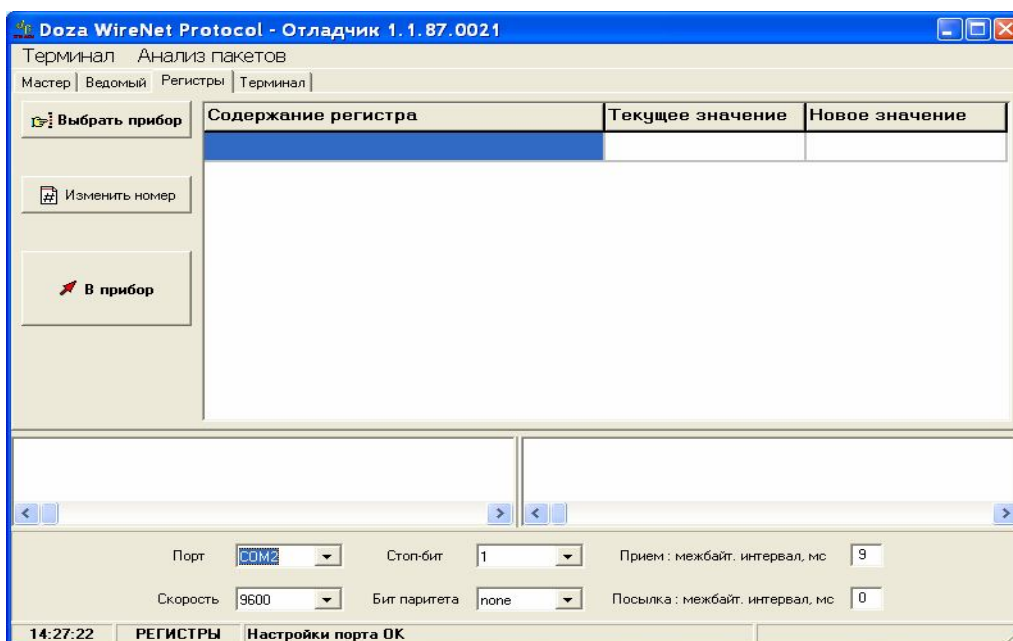 Doza WireNet Protocol - Отладчик 1.1.87.0021
Терминал Анализ пакетов
Мастер Ведомый Регистры Терминал
Выбрать прибор
Содержание регистра Текущее значение Новое значение
Изменить номер
В прибор
Порт COM2 Стоп-бит 1 Прием : межбайт. интервал, мс 9
Скорость 9600 Бит паритета none Посылка : межбайт. интервал, мс 0
14:27:22 РЕГИСТРЫ Настройки порта OK